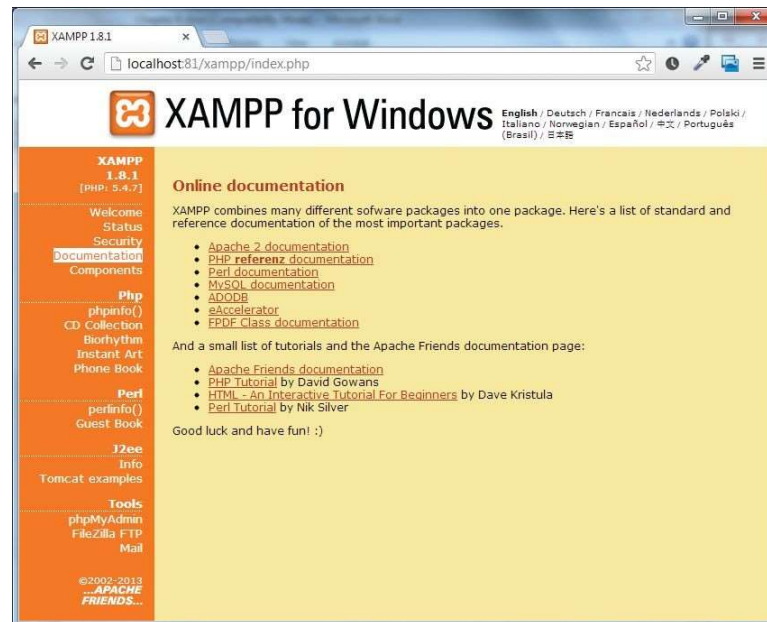 XAMPP 1.8.1
localhost:81/xampp/index.php
XAMPP for Windows
English / Deutsch / Francais / Nederlands / Polski /
Italiano / Norwegian / Español / 中文 / Português
(Brasil) / 日本語
XAMPP
1.8.1
[PHP: 5.4.7]
Welcome
Status
Security
Documentation
Components
Php
phpinfo()
CD Collection
Biorhythm
Instant Art
Phone Book
Perl
perlinfo()
Guest Book
J2ee
Info
Tomcat examples
Tools
phpMyAdmin
FileZilla FTP
Mail
©2002-2013
...APACHE
FRIENDS...
Online documentation
XAMPP combines many different sofware packages into one package. Here's a list of standard and
reference documentation of the most important packages.
• Apache 2 documentation
• PHP referenz documentation
• Perl documentation
• MySQL documentation
• ADODB
• eAccelerator
• FPDF Class documentation
And a small list of tutorials and the Apache Friends documentation page:
• Apache Friends documentation
• PHP Tutorial by David Gowans
• HTML - An Interactive Tutorial For Beginners by Dave Kristula
• Perl Tutorial by Nik Silver
Good luck and have fun! :)